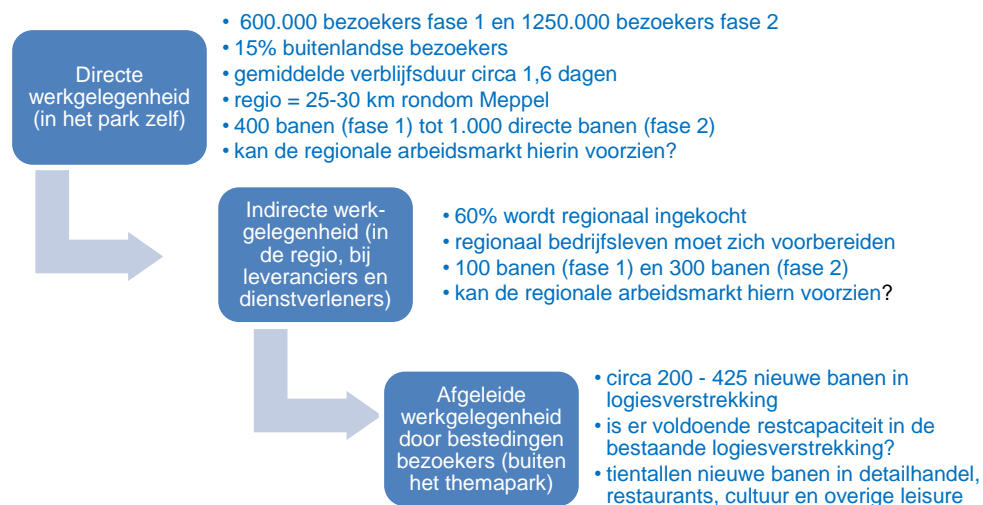 Directe
werkgelegenheid
(in het park zelf)
• 600.000 bezoekers fase 1 en 1250.000 bezoekers fase 2
• 15% buitenlandse bezoekers
• gemiddelde verblijfsduur circa 1,6 dagen
• regio = 25-30 km rondom Meppel
• 400 banen (fase 1) tot 1.000 directe banen (fase 2)
• kan de regionale arbeidsmarkt hierin voorzien?
Indirecte werk-
gelegenheid (in
de regio, bij
leveranciers en
dienstverleners)
• 60% wordt regionaal ingekocht
• regionaal bedrijfsleven moet zich voorbereiden
• 100 banen (fase 1) en 300 banen (fase 2)
• kan de regionale arbeidsmarkt hiern voorzien?
Afgeleide
werkgelegenheid
door bestedingen
bezoekers (buiten
het themapark)
• circa 200 - 425 nieuwe banen in
logiesverstrekking
• is er voldoende restcapaciteit in de
bestaande logiesverstrekking?
• tientallen nieuwe banen in detailhandel,
restaurants, cultuur en overige leisure